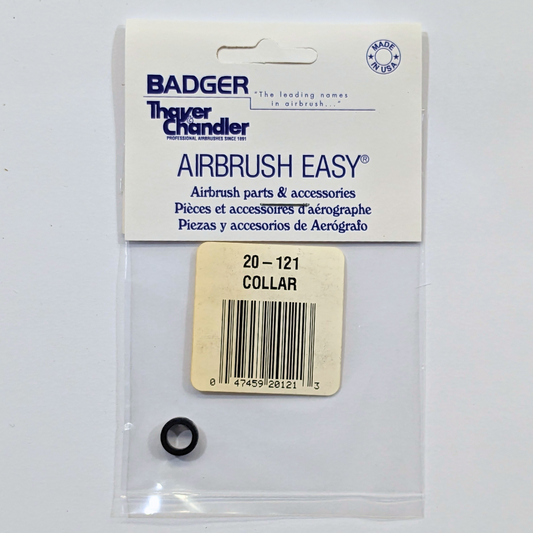 MADE
IN USA
BADGER
"The leading names
in airbrush..."
Thayer
&
Chandler
PROFESSIONAL AIRBRUSHES SINCE 1891
AIRBRUSH EASY®
Airbrush parts & accessories
Pièces et accessoires d'aérographe
Piezas y accesorios de Aerógrafo
20-121
COLLAR
0 47459 20121 3